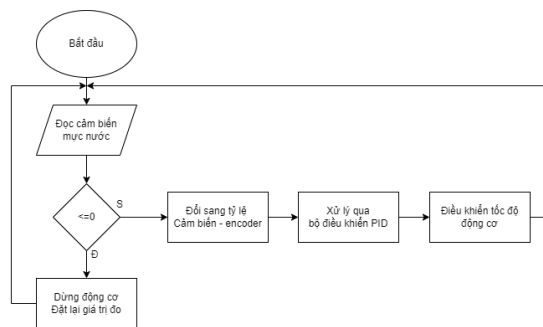 Bắt đầu
Đọc cảm biến
mực nước
<=0
S
Đổi sang tỷ lệ
Cảm biến - encoder
Xử lý qua
bộ điều khiển PID
Điều khiển tốc độ
động cơ
Đ
Dừng động cơ
Đặt lại giá trị đo